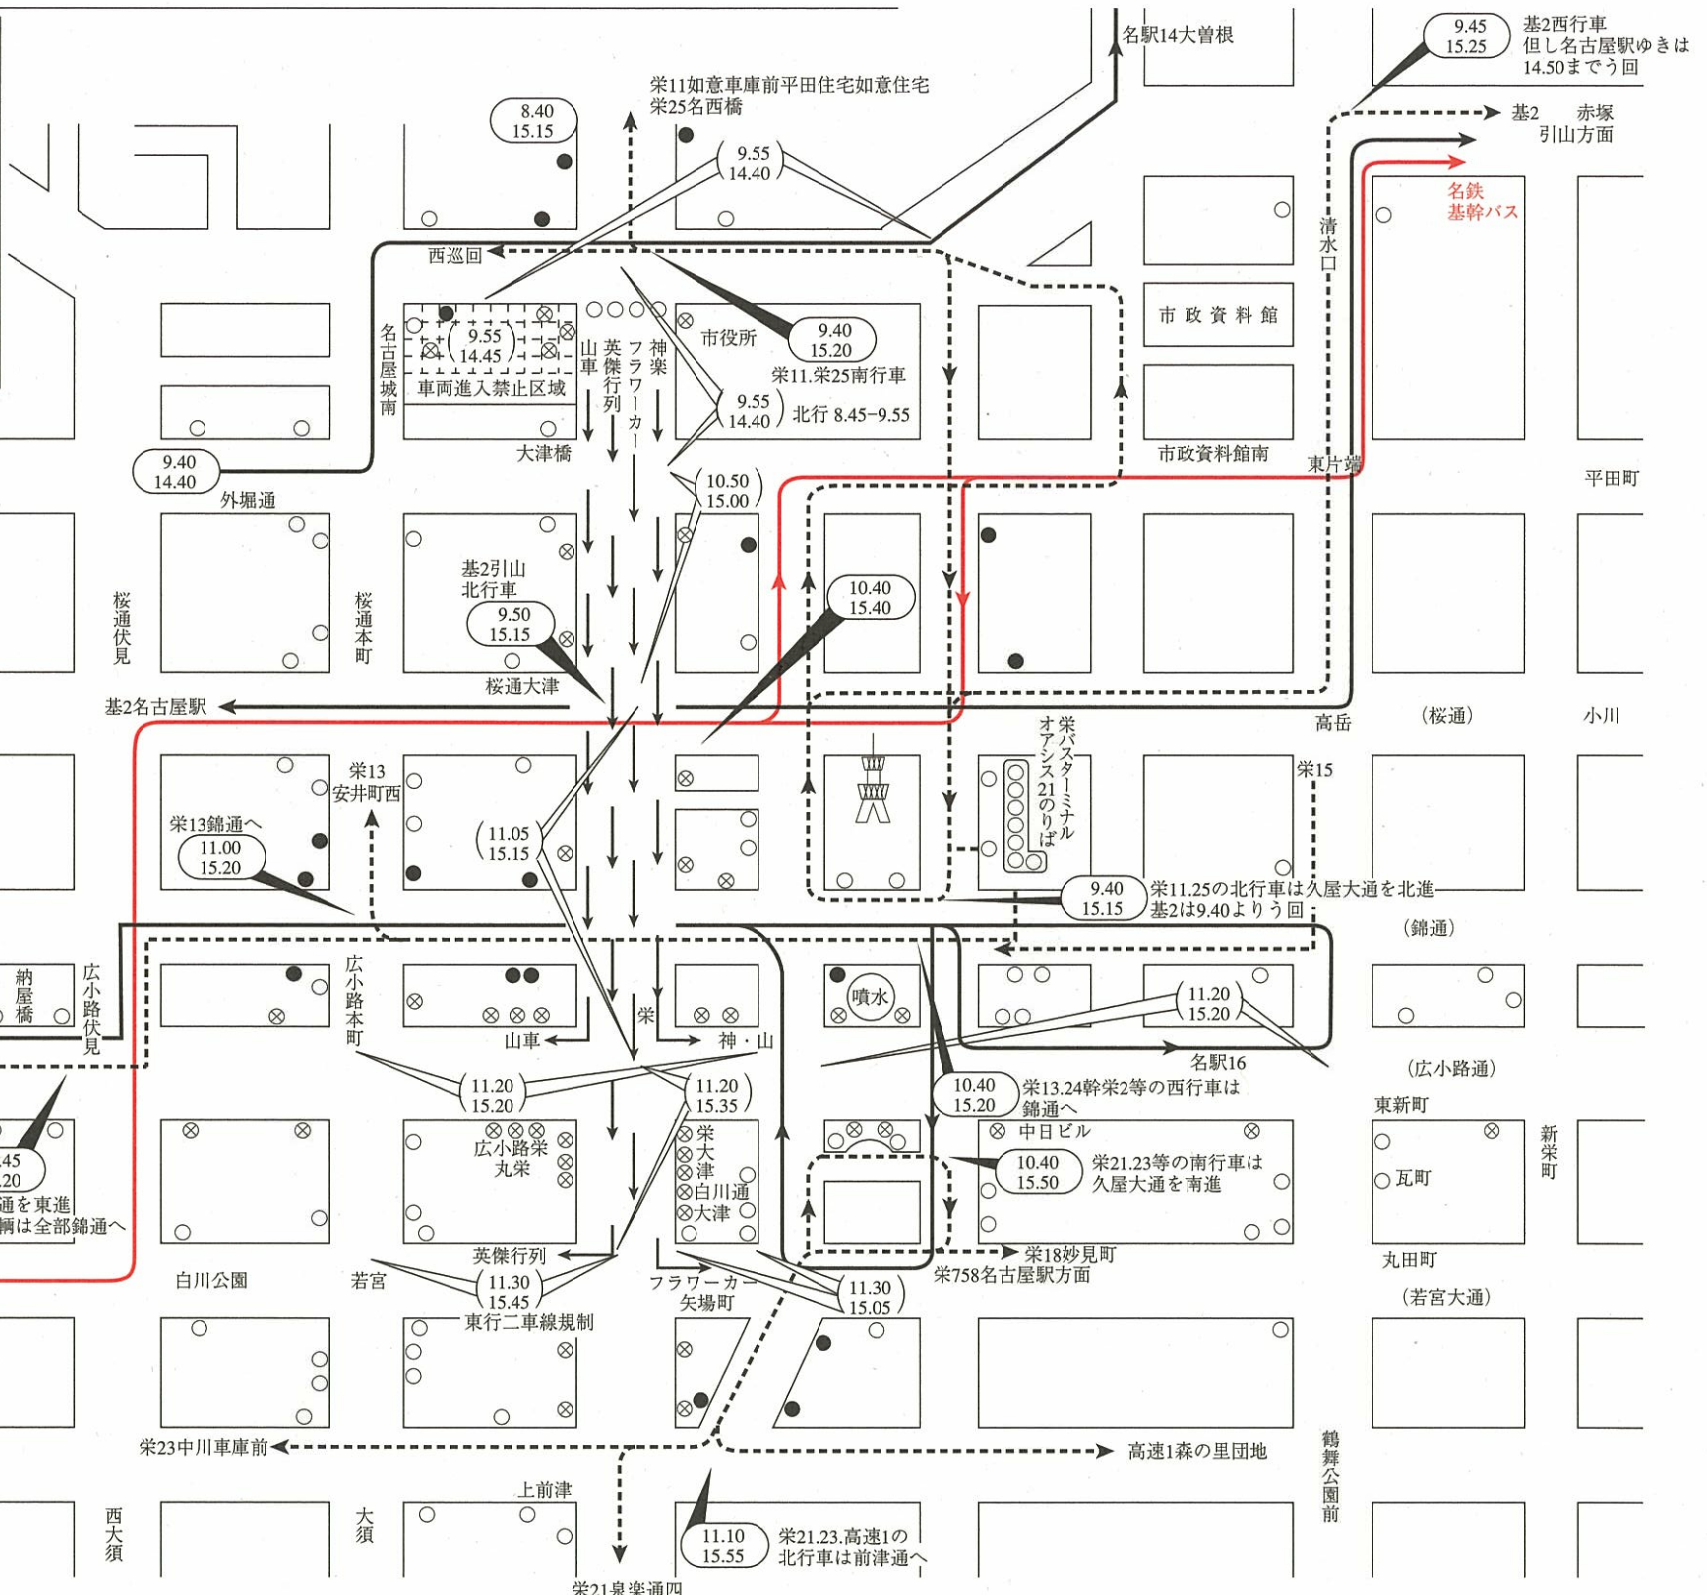 名駅14大曽根
9.45
15.25
基2西行車
但し名古屋駅ゆきは
14.50までう回
栄11如意車庫前平田住宅如意住宅
栄25名西橋
8.40
15.15
基2 赤塚
引山方面
9.55
14.40
名鉄
基幹バス
清水口
西巡回
市政資料館
名古屋城南
9.55
14.45
車両進入禁止区域
山車
英傑行列
フラワーカー
神楽
市役所
9.40
15.20
栄11.栄25南行車
9.55
14.40
北行 8.45−9.55
大津橋
市政資料館南
東片端
平田町
9.40
14.40
外堀通
10.50
15.00
基2引山
北行車
9.50
15.15
10.40
15.40
桜通伏見
桜通本町
桜通大津
基2名古屋駅
高岳
(桜通)
小川
栄バスターミナル
オアシス21のりば
栄15
栄13
安井町西
栄13錦通へ
11.00
15.20
11.05
15.15
9.40
15.15
栄11.25の北行車は久屋大通を北進
基2は9.40よりう回
(錦通)
納屋橋
広小路伏見
広小路本町
噴水
11.20
15.20
山車
栄
神・山
名駅16
(広小路通)
11.20
15.20
11.20
15.35
10.40
15.20
栄13.24幹栄2等の西行車は
錦通へ
東新町
新栄町
中日ビル
広小路栄
丸栄
栄
大
津
白川通
大津
10.40
15.50
栄21.23等の南行車は
久屋大通を南進
瓦町
.45
.20
通を東進
輌は全部錦通へ
英傑行列
栄18妙見町
栄758名古屋駅方面
丸田町
白川公園
若宮
11.30
15.45
フラワーカー
矢場町
11.30
15.05
(若宮大通)
東行二車線規制
栄23中川車庫前
高速1森の里団地
鶴舞公園前
上前津
西大須
大須
11.10
15.55
栄21.23.高速1の
北行車は前津通へ
栄21泉楽通四